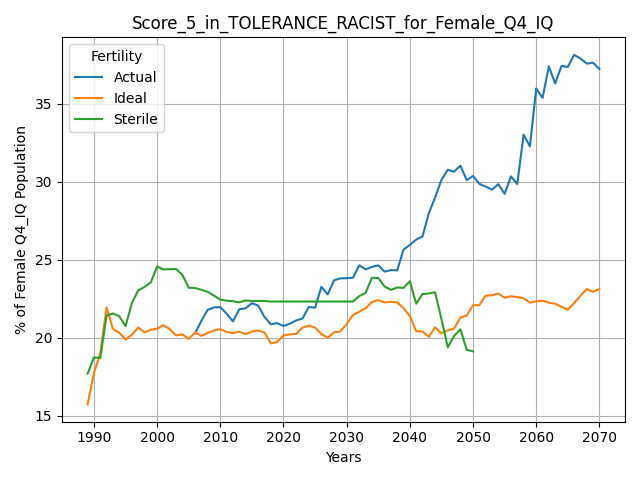 Score_5_in_TOLERANCE_RACIST_for_Female_Q4_IQ
Fertility
Actual
Ideal
Sterile
% of Female Q4_IQ Population
35
30
25
20
15
1990
2000
2010
2020
2030
2040
2050
2060
2070
Years